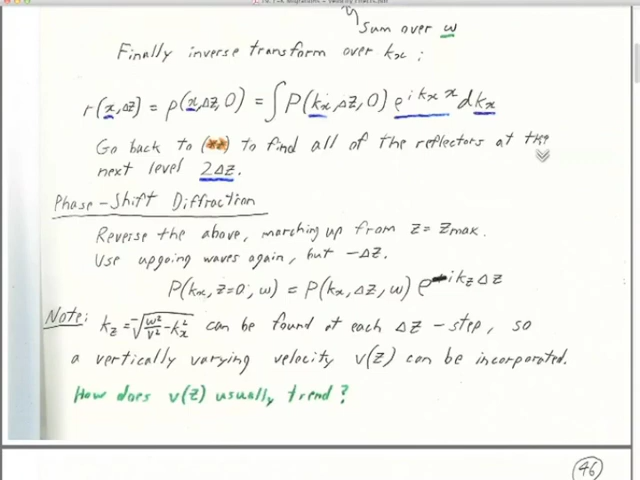 Sum over ω
Finally inverse transform over kx :
r(x,Δz) = p(x,Δz,0) = ∫P(kx,Δz,0) e^{i kx x} dkx
Go back to (**) to find all of the reflectors at the
next level 2Δz.
Phase-Shift Diffraction
Reverse the above, marching up from z = zmax.
Use upgoing waves again, but -Δz.
P(kx, z=0, ω) = P(kx, Δz, ω) e^{-i kz Δz}
Note: kz = -√(ω²/v² - kx²) can be found at each Δz - step, so
a vertically varying velocity v(z) can be incorporated.
How does v(z) usually trend?
46